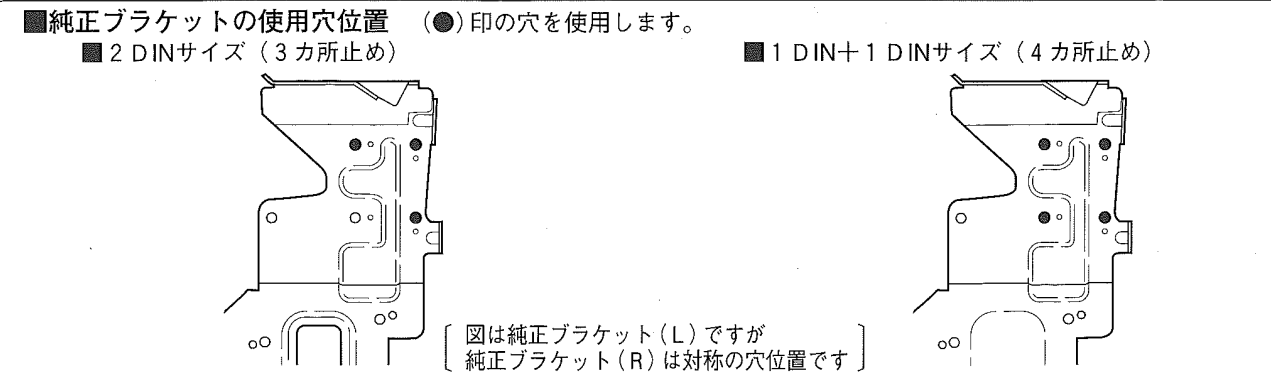 ■純正ブラケットの使用穴位置 (●)印の穴を使用します。
■2DINサイズ(3カ所止め)
■1DIN+1DINサイズ(4カ所止め)
図は純正ブラケット(L)ですが
純正ブラケット(R)は対称の穴位置です